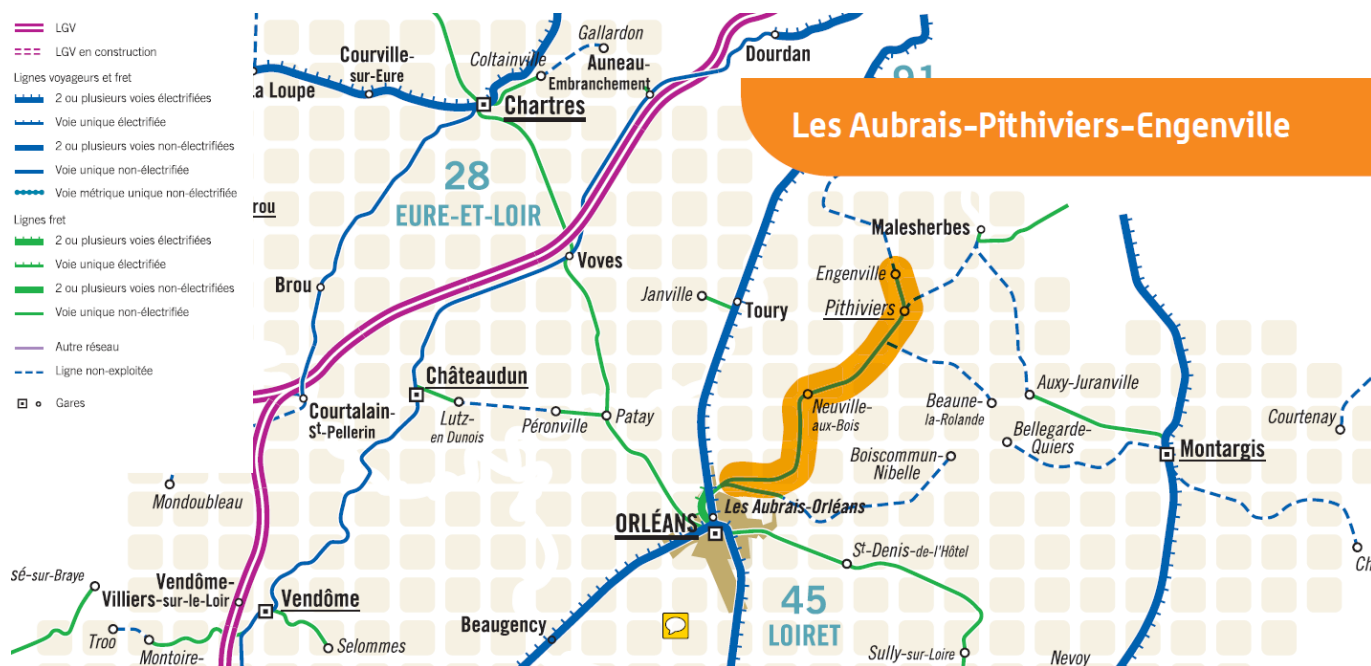 LGV
LGV en construction
Lignes voyageurs et fret
2 ou plusieurs voies électrifiées
Voie unique électrifiée
2 ou plusieurs voies non-électrifiées
Voie unique non-électrifiée
Voie métrique unique non-électrifiée
Lignes fret
2 ou plusieurs voies électrifiées
Voie unique électrifiée
2 ou plusieurs voies non-électrifiées
Voie unique non-électrifiée
Autre réseau
Ligne non-exploitée
Gares
Les Aubrais-Pithiviers-Engenville
Gallardon
Dourdan
Courville-
sur-Eure
Coltainville
Auneau-
Embranchement
La Loupe
Chartres
91
28
EURE-ET-LOIR
rou
Malesherbes
Voves
Engenville
Brou
Janville
Toury
Pithiviers
Châteaudun
Auxy-Juranville
Courtalain-
St-Pellerin
Lutz-
en Dunois
Péronville
Patay
Neuville-
aux-Bois
Beaune-
la-Rolande
Courtenay
Bellegarde-
Quiers
Boiscommun-
Nibelle
Montargis
Mondoubleau
Les Aubrais-Orléans
ORLÉANS
St-Denis-de-l'Hôtel
Ch
sé-sur-Braye
Vendôme-
Villiers-sur-le-Loir
Vendôme
45
LOIRET
Beaugency
Troo
Montoire-
Selommes
Sully-sur-Loire
Nevoy